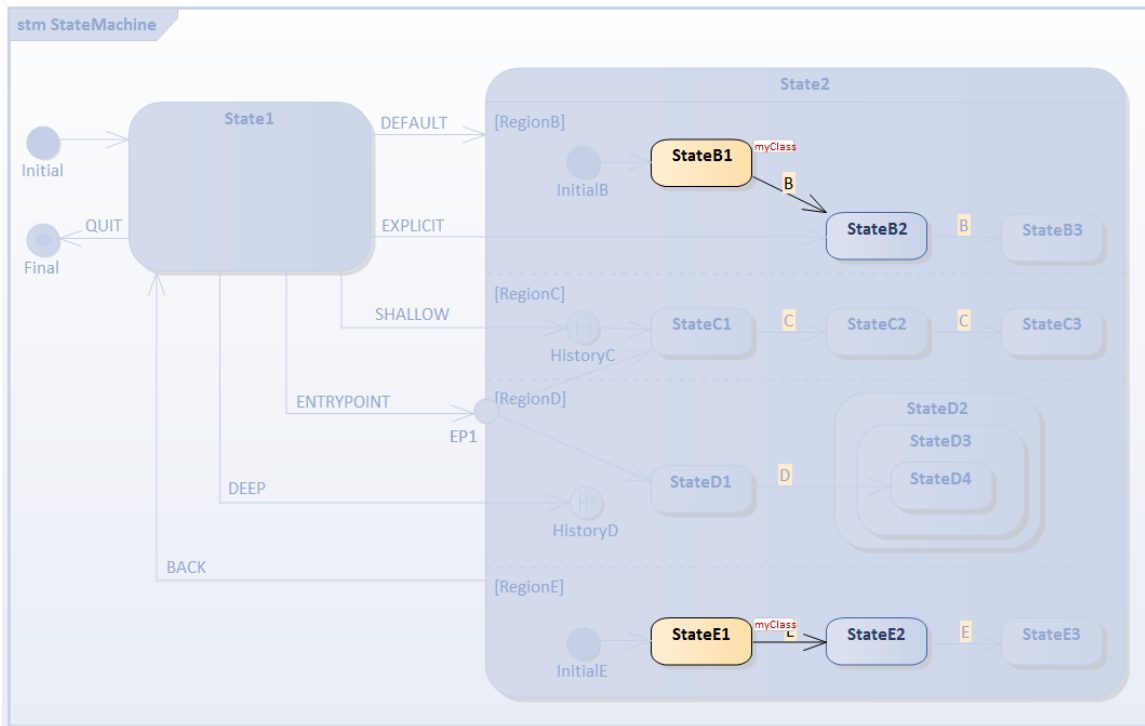 stm StateMachine
State2
State1
DEFAULT
[RegionB]
Initial
StateB1
myClass
InitialB
B
QUIT
EXPLICIT
StateB2
B
StateB3
Final
[RegionC]
SHALLOW
H
HistoryC
StateC1
C
StateC2
C
StateC3
ENTRYPOINT
[RegionD]
EP1
StateD2
StateD3
StateD1
D
StateD4
DEEP
H*
HistoryD
BACK
[RegionE]
StateE1
myClass
E
StateE2
E
StateE3
InitialE